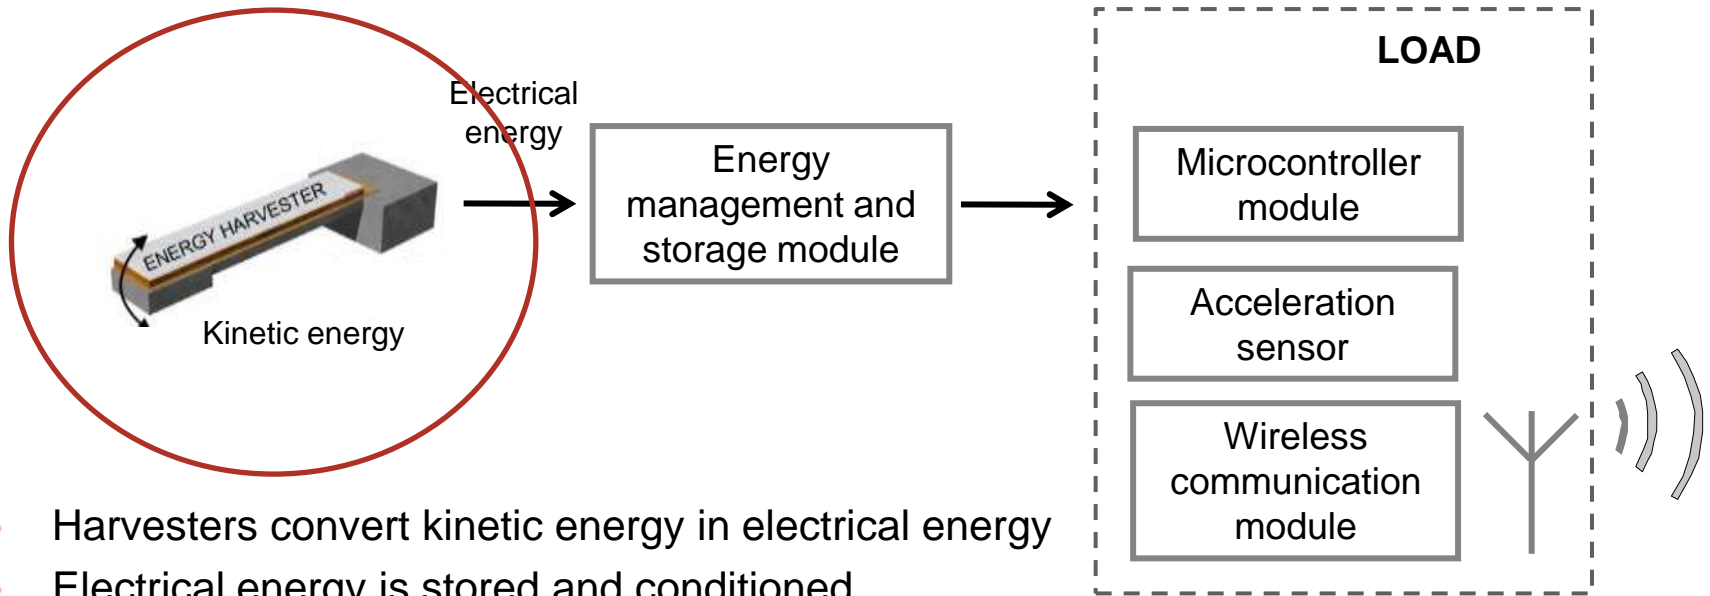 LOAD
Electrical
energy
Energy
management and
storage module
ENERGY HARVESTER
Kinetic energy
Microcontroller
module
Acceleration
sensor
Wireless
communication
module
Harvesters convert kinetic energy in electrical energy
Electrical energy is stored and conditioned